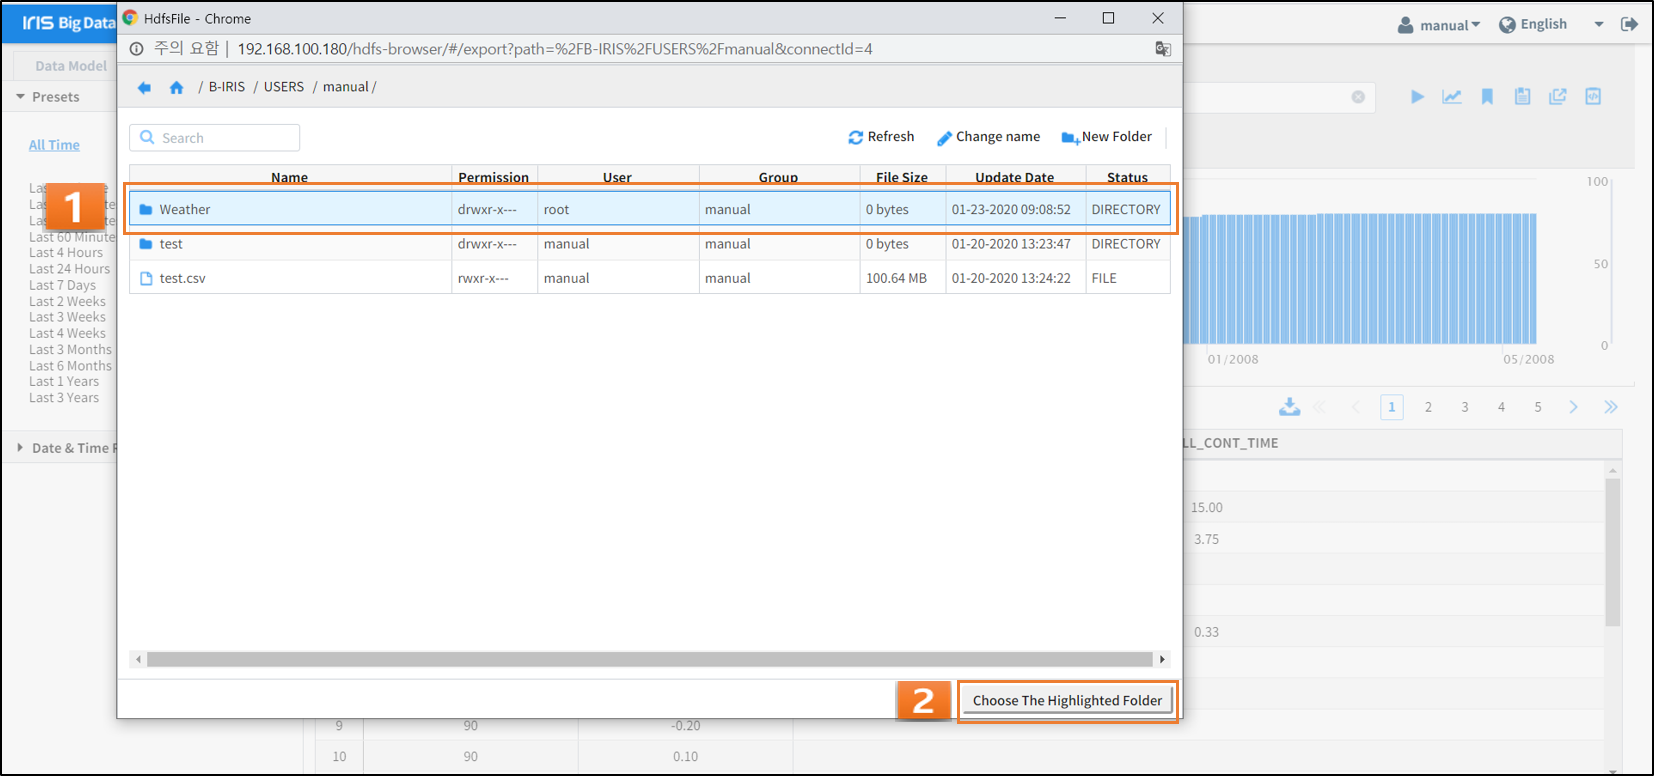 IRIS Big Data
HdfsFile - Chrome
manual
English
주의 요함 | 192.168.100.180/hdfs-browser/#/export?path=%2FB-IRIS%2FUSERS%2Fmanual&connectId=4
Data Model
/ B-IRIS / USERS / manual /
Presets
Search
Refresh
Change name
New Folder
All Time
Name Permission User Group File Size Update Date Status
1
Weather drwxr-x--- root manual 0 bytes 01-23-2020 09:08:52 DIRECTORY
test drwxr-x--- manual manual 0 bytes 01-20-2020 13:23:47 DIRECTORY
test.csv rwxr-x--- manual manual 100.64 MB 01-20-2020 13:24:22 FILE
Last 60 Minute
Last 4 Hours
Last 24 Hours
Last 7 Days
Last 2 Weeks
Last 3 Weeks
Last 4 Weeks
Last 3 Months
Last 6 Months
Last 1 Years
Last 3 Years
Date & Time
100
50
0
01/2008 05/2008
1 2 3 4 5
LL_CONT_TIME
15.00
3.75
0.33
2
Choose The Highlighted Folder
9 90 -0.20
10 90 0.10